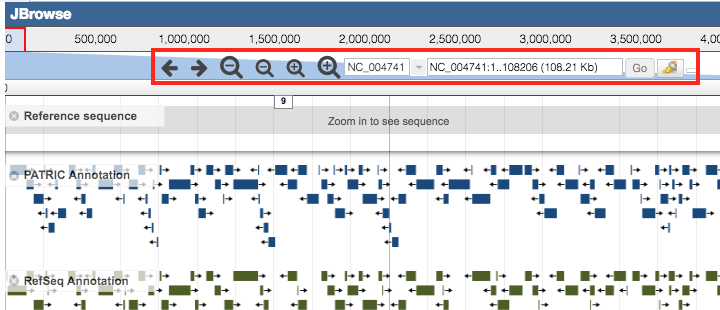 JBrowse
0 500,000 1,000,000 1,500,000 2,000,000 2,500,000 3,000,000 3,500,000 4,0
NC_004741 NC_004741:1..108206 (108.21 Kb) Go
0
9
Reference sequence
Zoom in to see sequence
PATRIC Annotation
RefSeq Annotation